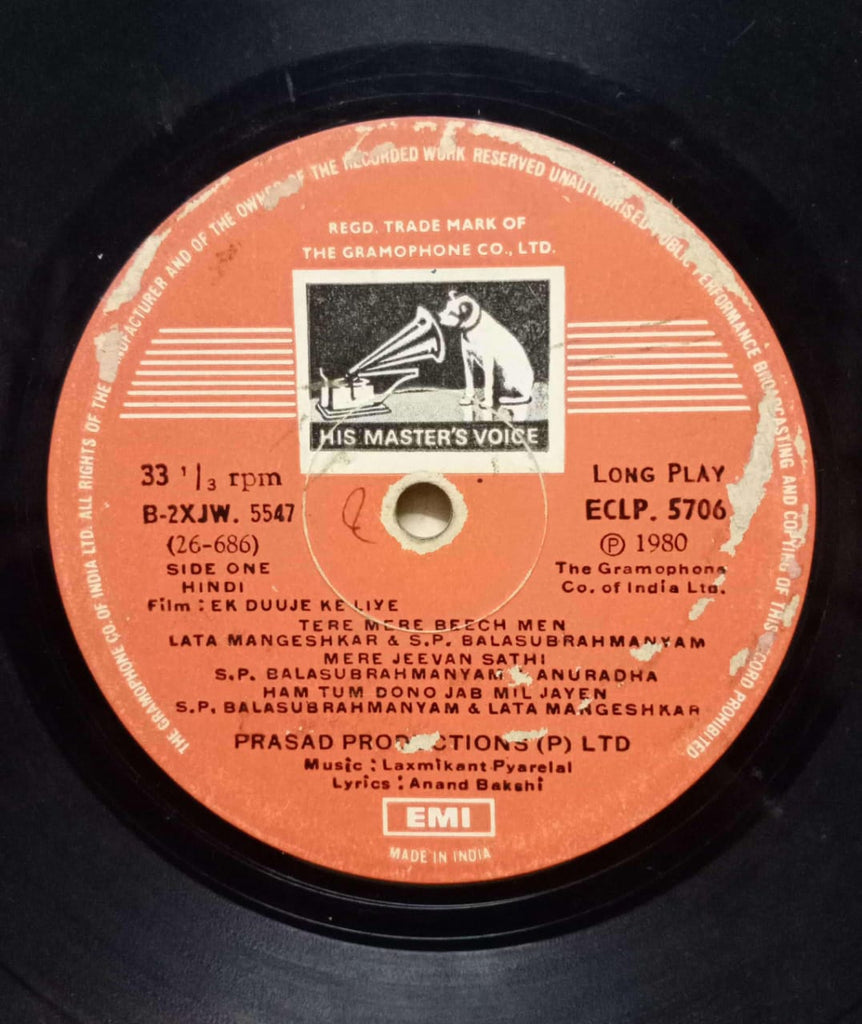 THE GRAMOPHONE CO. OF INDIA LTD. ALL RIGHTS OF THE MANUFACTURER AND OF THE OWNER OF THE RECORDED WORK RESERVED UNAUTHORISED PUBLIC PERFORMANCE BROADCASTING AND COPYING OF THIS RECORD PROHIBITED
REGD. TRADE MARK OF
THE GRAMOPHONE CO., LTD.
HIS MASTER'S VOICE
33 1/3 rpm
B-2XJW. 5547
(26-686)
SIDE ONE
HINDI
LONG PLAY
ECLP. 5706
Ⓟ 1980
The Gramophone
Co. of India Ltd.
Film : EK DUUJE KE LIYE
TERE MERE BEECH MEN
LATA MANGESHKAR & S.P. BALASUBRAHMANYAM
MERE JEEVAN SATHI
S.P. BALASUBRAHMANYAM & ANURADHA
HAM TUM DONO JAB MIL JAYEN
S.P. BALASUBRAHMANYAM & LATA MANGESHKAR
PRASAD PRODUCTIONS (P) LTD
Music : Laxmikant Pyarelal
Lyrics : Anand Bakshi
EMI
MADE IN INDIA